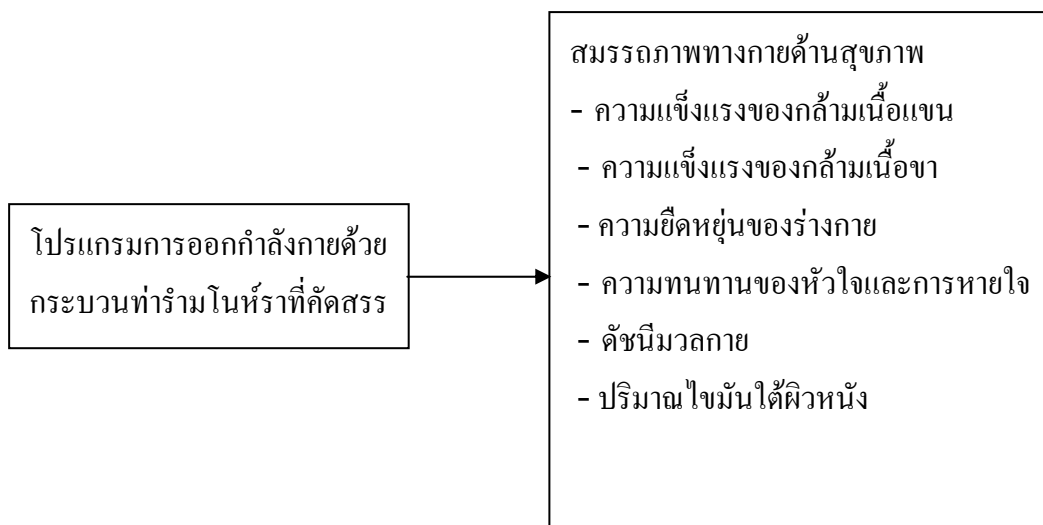 โปรแกรมการออกกำลังกายด้วย
กระบวนท่ารำมโนห์ราที่คัดสรร
สมรรถภาพทางกายด้านสุขภาพ
- ความแข็งแรงของกล้ามเนื้อแขน
- ความแข็งแรงของกล้ามเนื้อขา
- ความยืดหยุ่นของร่างกาย
- ความทนทานของหัวใจและการหายใจ
- ดัชนีมวลกาย
- ปริมาณไขมันใต้ผิวหนัง